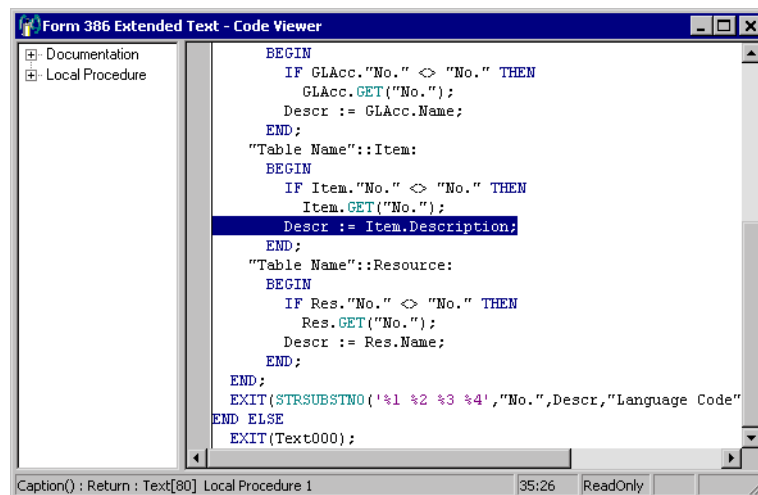 Form 386 Extended Text - Code Viewer
Documentation
Local Procedure
BEGIN
IF GLAcc."No." <> "No." THEN
GLAcc.GET("No.");
Descr := GLAcc.Name;
END;
"Table Name"::Item:
BEGIN
IF Item."No." <> "No." THEN
Item.GET("No.");
Descr := Item.Description;
END;
"Table Name"::Resource:
BEGIN
IF Res."No." <> "No." THEN
Res.GET("No.");
Descr := Res.Name;
END;
END;
EXIT(STRSUBSTNO('%1 %2 %3 %4',"No.",Descr,"Language Code"
END ELSE
EXIT(Text000);
Caption() : Return : Text[80] Local Procedure 1 35:26 ReadOnly